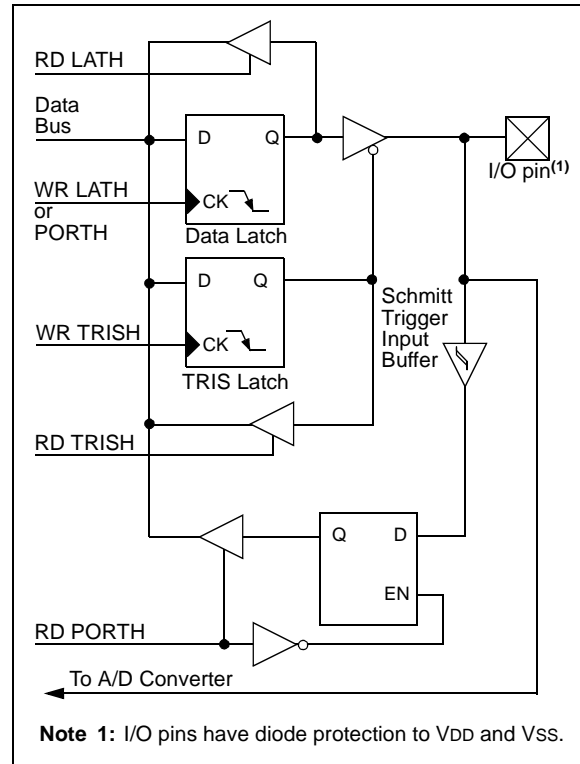 RD LATH
Data
Bus
D Q
I/O pin(1)
WR LATH
or
PORTH
CK
Data Latch
D Q
Schmitt
Trigger
Input
Buffer
WR TRISH
CK
TRIS Latch
RD TRISH
Q D
EN
RD PORTH
To A/D Converter
Note 1: I/O pins have diode protection to VDD and VSS.